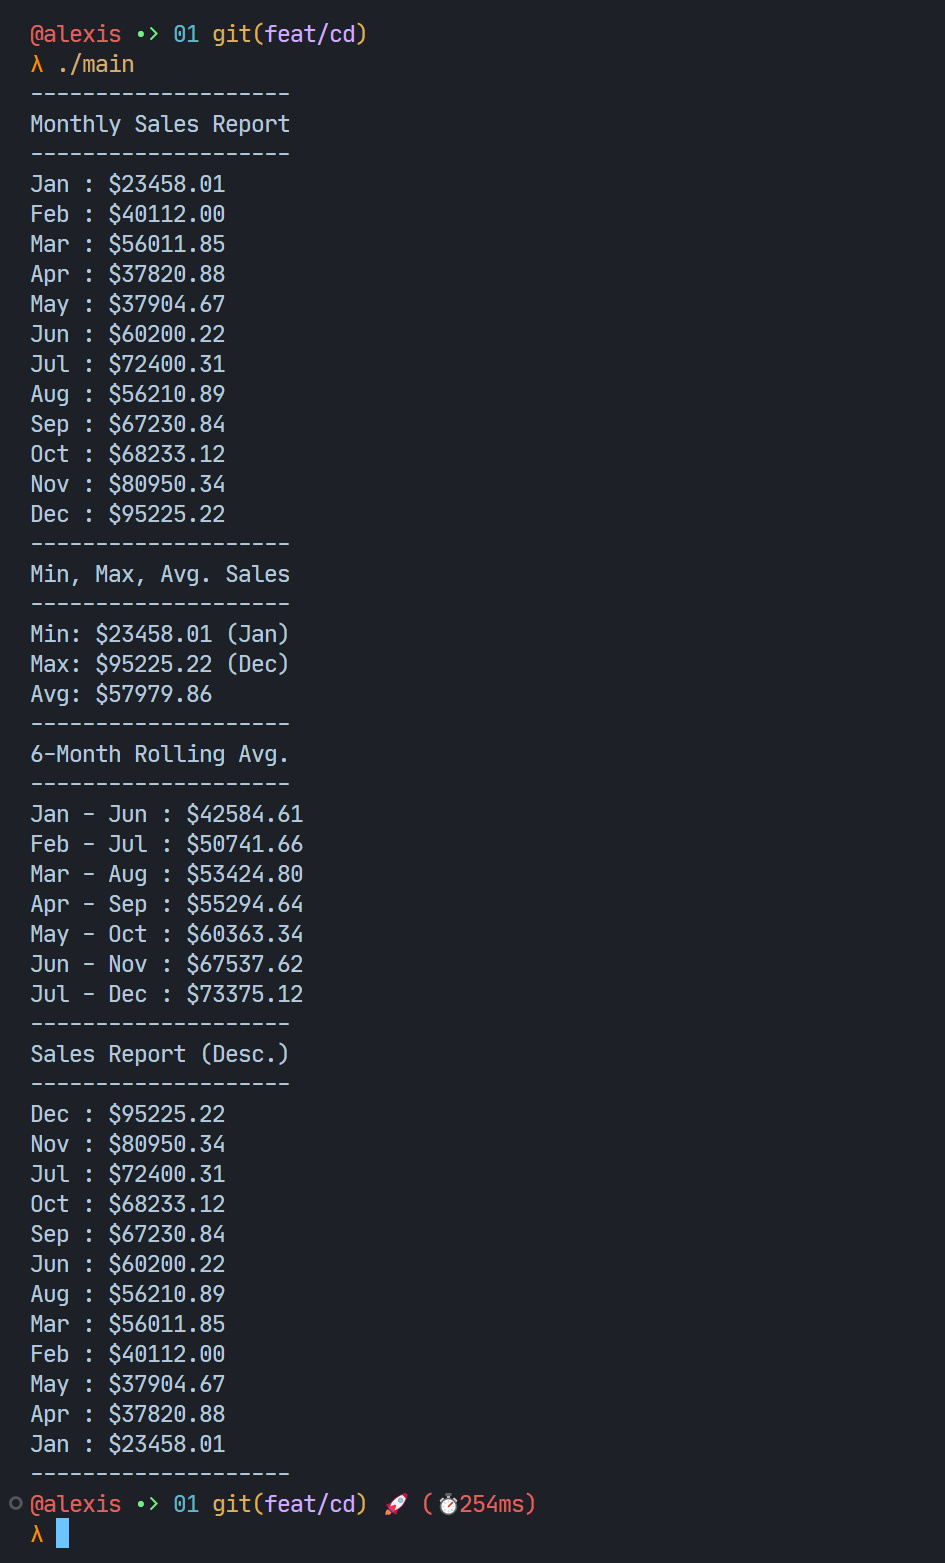 @alexis •> 01 git(feat/cd)
λ ./main
--------------------
Monthly Sales Report
--------------------
Jan : $23458.01
Feb : $40112.00
Mar : $56011.85
Apr : $37820.88
May : $37904.67
Jun : $60200.22
Jul : $72400.31
Aug : $56210.89
Sep : $67230.84
Oct : $68233.12
Nov : $80950.34
Dec : $95225.22
--------------------
Min, Max, Avg. Sales
--------------------
Min: $23458.01 (Jan)
Max: $95225.22 (Dec)
Avg: $57979.86
--------------------
6-Month Rolling Avg.
--------------------
Jan - Jun : $42584.61
Feb - Jul : $50741.66
Mar - Aug : $53424.80
Apr - Sep : $55294.64
May - Oct : $60363.34
Jun - Nov : $67537.62
Jul - Dec : $73375.12
--------------------
Sales Report (Desc.)
--------------------
Dec : $95225.22
Nov : $80950.34
Jul : $72400.31
Oct : $68233.12
Sep : $67230.84
Jun : $60200.22
Aug : $56210.89
Mar : $56011.85
Feb : $40112.00
May : $37904.67
Apr : $37820.88
Jan : $23458.01
--------------------
@alexis •> 01 git(feat/cd) 🚀 (⏱254ms)
λ